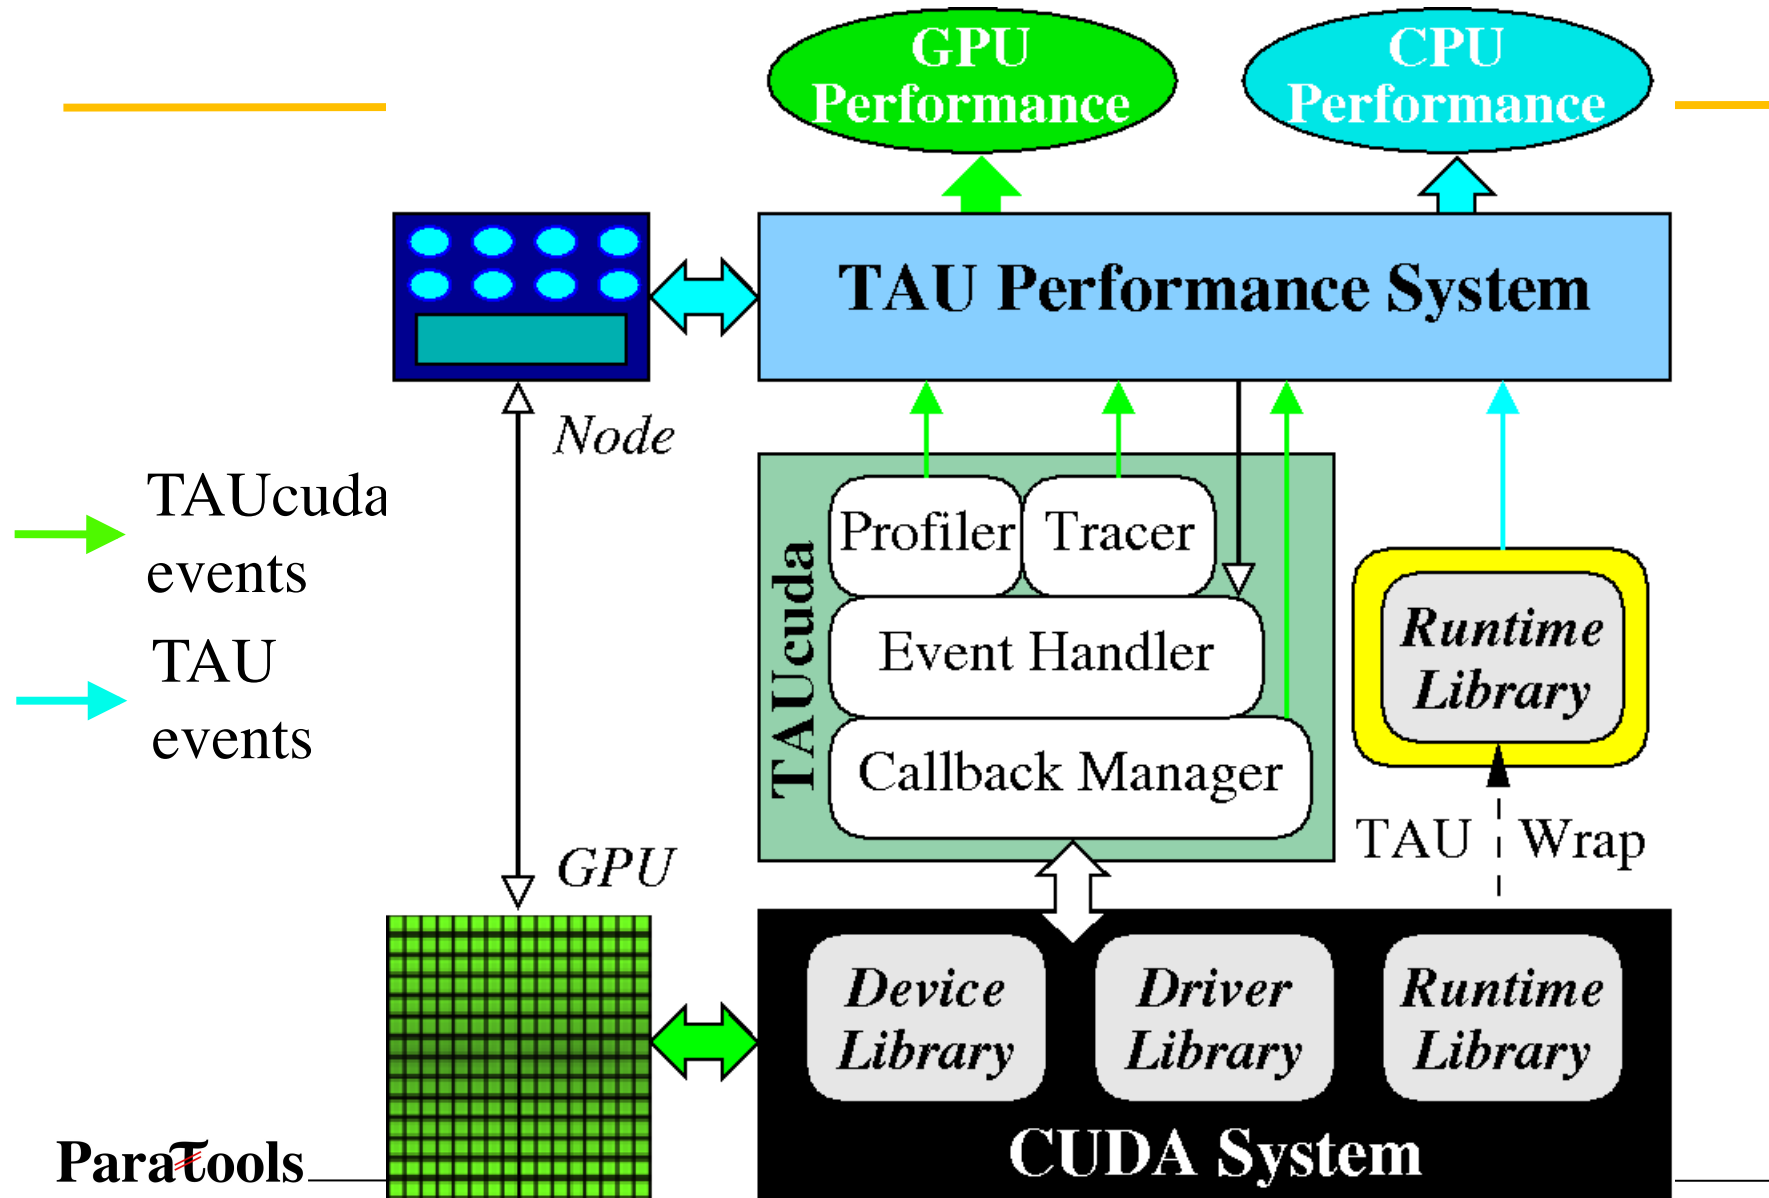 GPU
Performance
CPU
Performance
TAU Performance System
Node
TAUcuda
events
TAU
events
TAUcuda
Profiler
Tracer
Event Handler
Callback Manager
Runtime
Library
TAU Wrap
GPU
Device
Library
Driver
Library
Runtime
Library
CUDA System
ParaTools